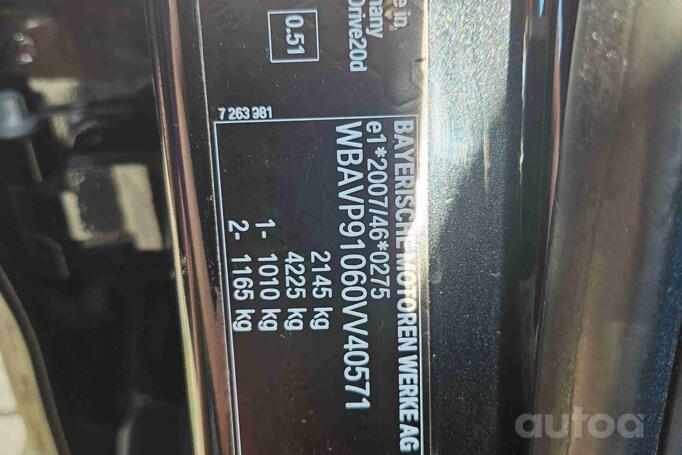 BAYERISCHE MOTOREN WERKE AG
e1*2007/46*0275
WBAVP91060VV40571
2145 kg
4225 kg
1- 1010 kg
2- 1165 kg
7 263 981
in
Drive20d
0.51
autoa